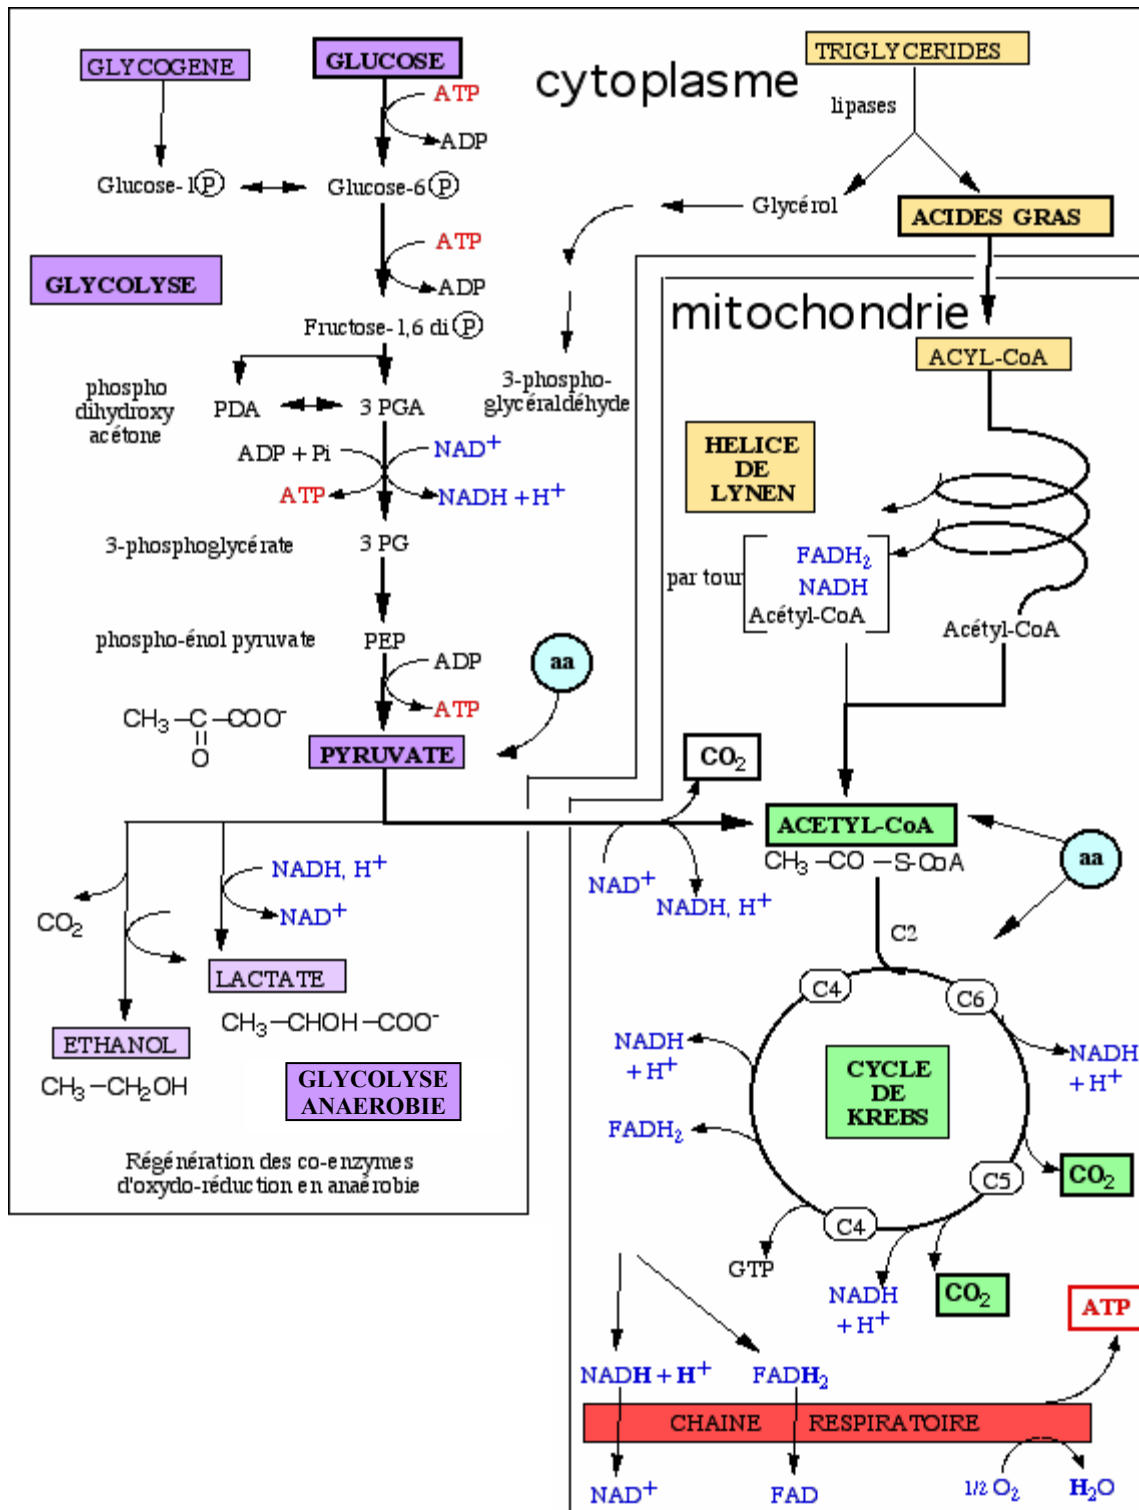 GLYCOGENE
GLUCOSE
ATP
ADP
cytoplasme
TRIGLYCERIDES
lipases
Glucose-1 P
Glucose-6 P
Glycérol
ACIDES GRAS
ATP
ADP
GLYCOLYSE
Fructose-1,6 di P
mitochondrie
ACYL-CoA
phospho
dihydroxy
acétone
PDA
3 PGA
3-phospho-
glycéraldéhyde
ADP + Pi
NAD+
ATP
NADH + H+
HELICE
DE
LYNEN
3-phosphoglycérate
3 PG
par tour
FADH2
NADH
Acétyl-CoA
Acétyl-CoA
phospho-énol pyruvate
PEP
ADP
ATP
aa
CH3-C-COO-
O
PYRUVATE
CO2
ACETYL-CoA
CH3-CO-S-CoA
aa
NAD+
NADH, H+
NADH, H+
NAD+
CO2
LACTATE
CH3-CHOH-COO-
ETHANOL
CH3-CH2OH
GLYCOLYSE
ANAEROBIE
Régénération des co-enzymes
d'oxydo-réduction en anaérobie
C2
C4
C6
NADH
+ H+
NADH
+ H+
CYCLE
DE
KREBS
FADH2
CO2
C5
C4
GTP
NADH
+ H+
CO2
ATP
NADH + H+
FADH2
CHAINE RESPIRATOIRE
NAD+
FAD
1/2 O2
H2O